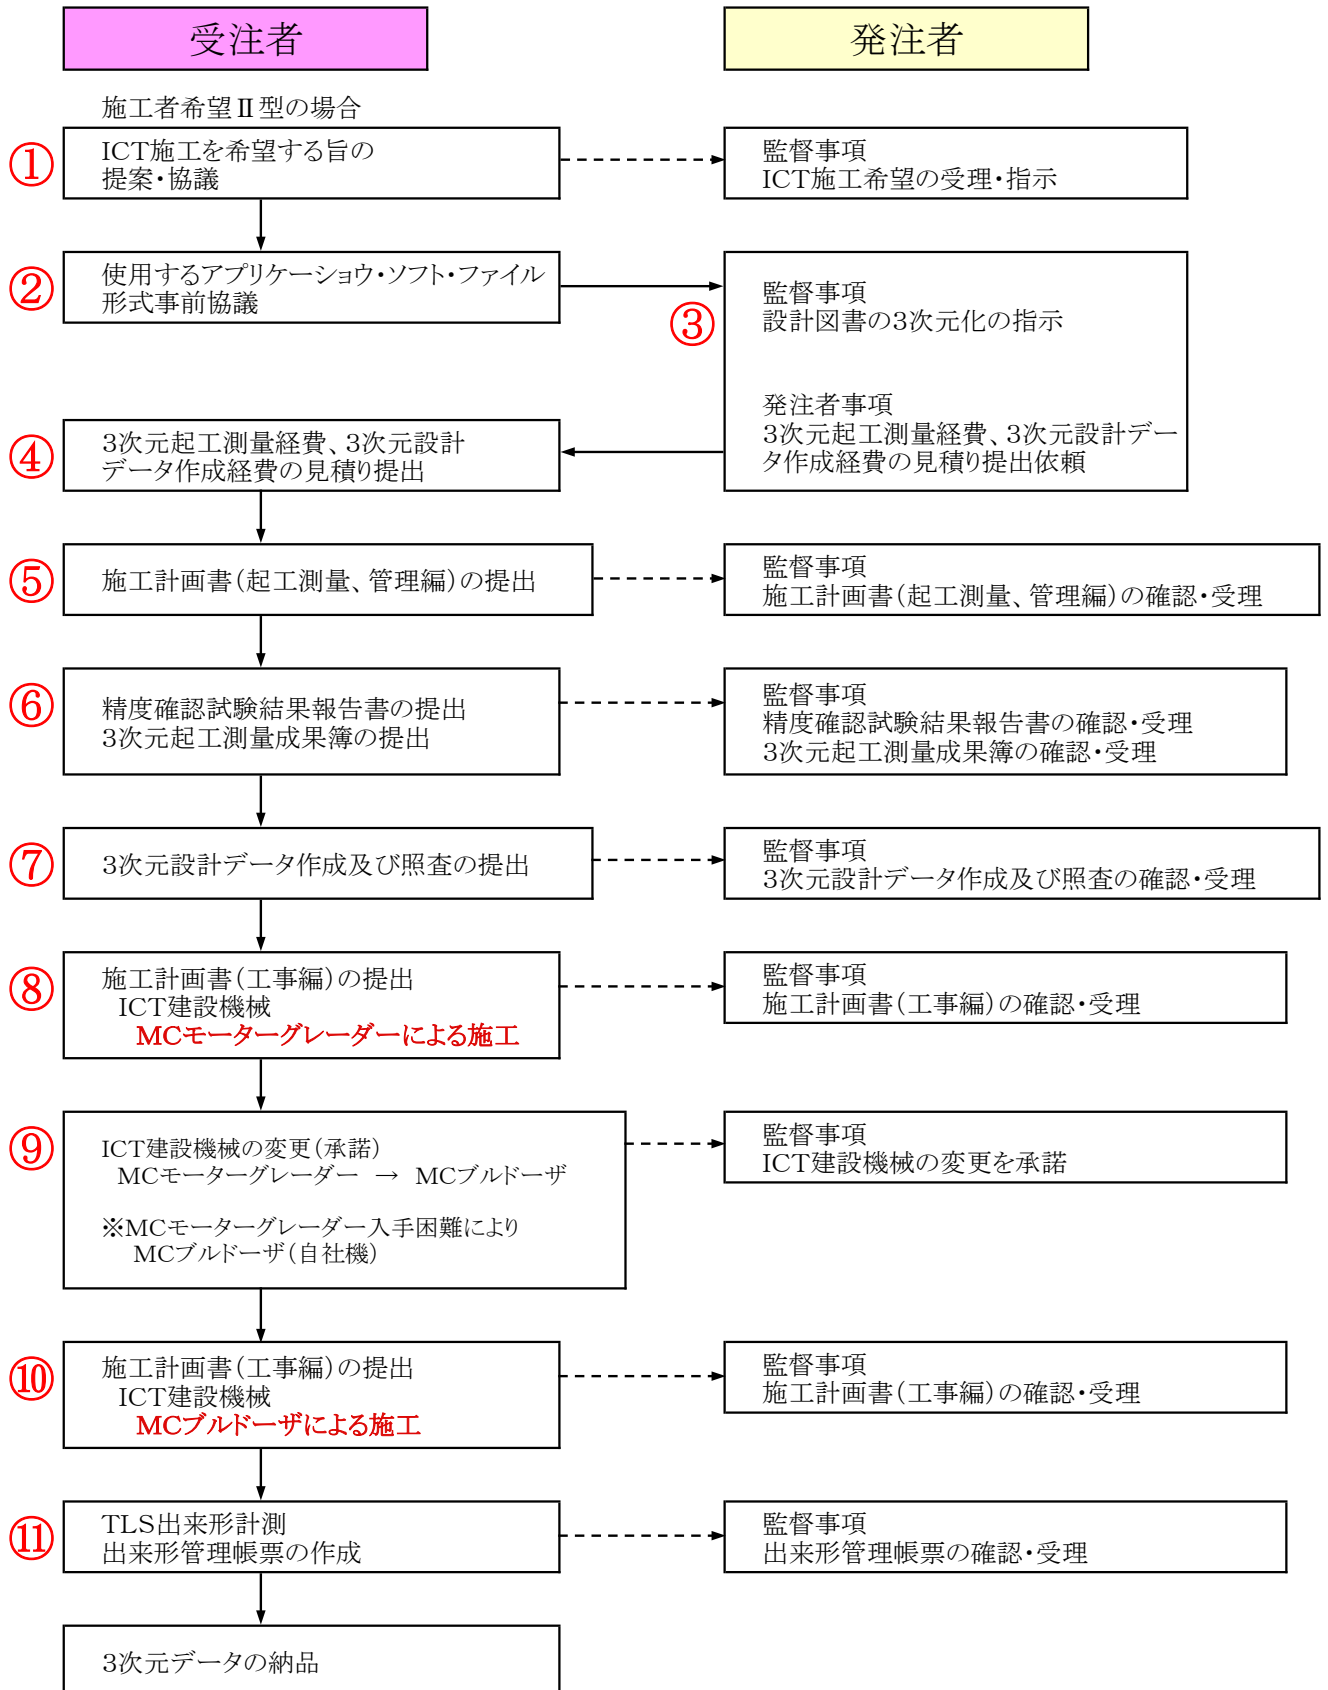 受注者
発注者
施工者希望Ⅱ型の場合
①
ICT施工を希望する旨の
提案・協議
監督事項
ICT施工希望の受理・指示
②
使用するアプリケーショウ・ソフト・ファイル
形式事前協議
③
監督事項
設計図書の3次元化の指示
発注者事項
3次元起工測量経費、3次元設計デー
タ作成経費の見積り提出依頼
④
3次元起工測量経費、3次元設計
データ作成経費の見積り提出
⑤
施工計画書（起工測量、管理編）の提出
監督事項
施工計画書（起工測量、管理編）の確認・受理
⑥
精度確認試験結果報告書の提出
3次元起工測量成果簿の提出
監督事項
精度確認試験結果報告書の確認・受理
3次元起工測量成果簿の確認・受理
⑦
3次元設計データ作成及び照査の提出
監督事項
3次元設計データ作成及び照査の確認・受理
⑧
施工計画書（工事編）の提出
ICT建設機械
MCモーターグレーダーによる施工
監督事項
施工計画書（工事編）の確認・受理
⑨
ICT建設機械の変更（承諾）
MCモーターグレーダー → MCブルドーザ
※MCモーターグレーダー入手困難により
MCブルドーザ（自社機）
監督事項
ICT建設機械の変更を承諾
⑩
施工計画書（工事編）の提出
ICT建設機械
MCブルドーザによる施工
監督事項
施工計画書（工事編）の確認・受理
⑪
TLS出来形計測
出来形管理帳票の作成
監督事項
出来形管理帳票の確認・受理
3次元データの納品